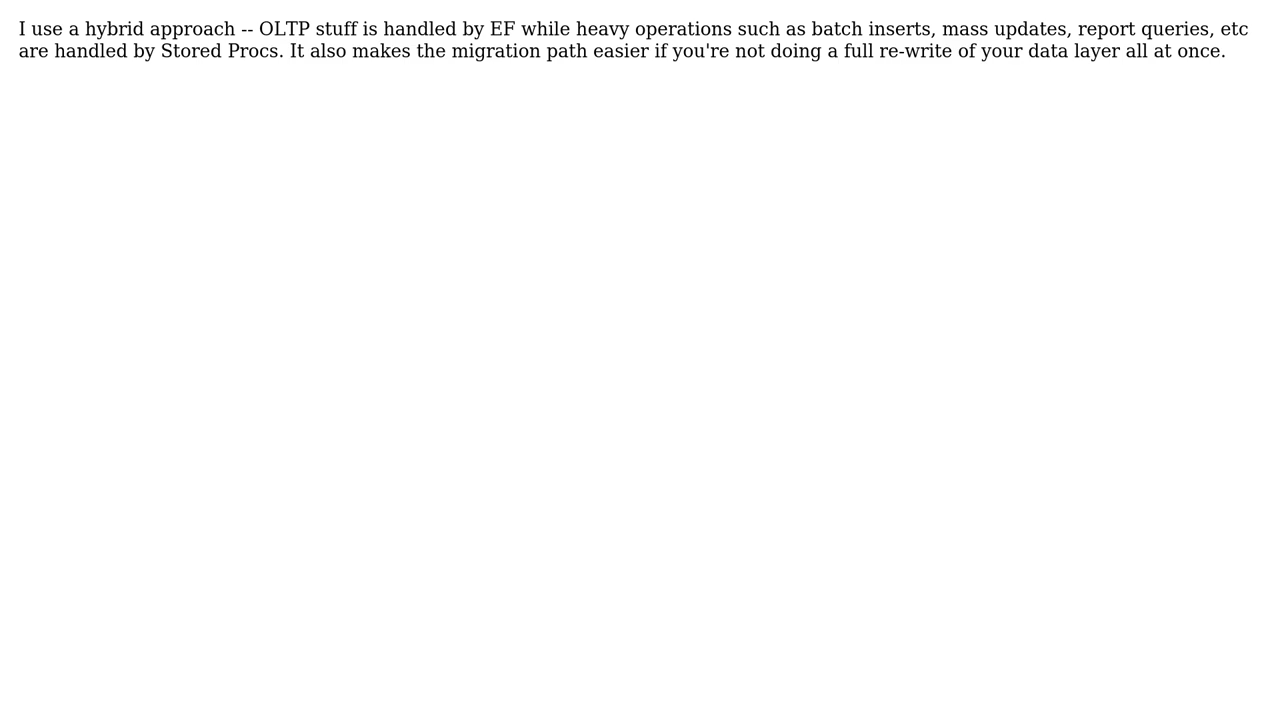 I use a hybrid approach -- OLTP stuff is handled by EF while heavy operations such as batch inserts, mass updates, report queries, etc
are handled by Stored Procs. It also makes the migration path easier if you're not doing a full re-write of your data layer all at once.